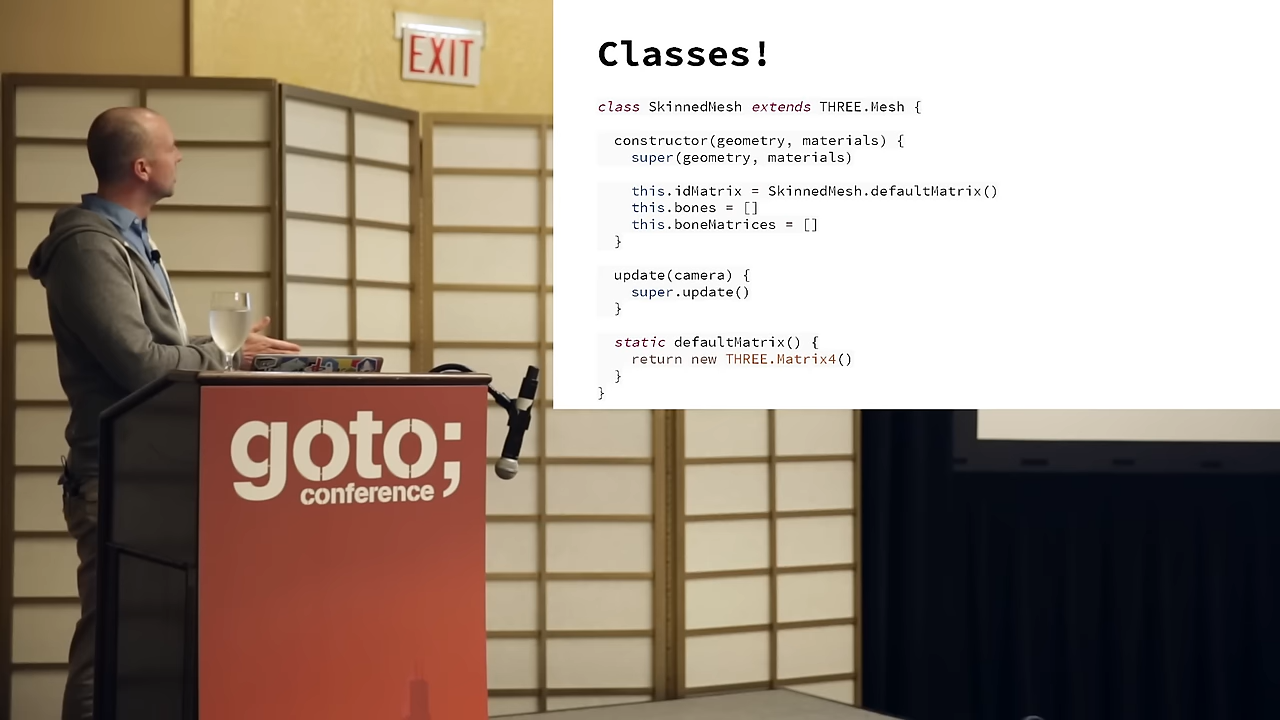 EXIT
Classes!
class SkinnedMesh extends THREE.Mesh {
constructor(geometry, materials) {
super(geometry, materials)
this.idMatrix = SkinnedMesh.defaultMatrix()
this.bones = []
this.boneMatrices = []
}
update(camera) {
super.update()
}
static defaultMatrix() {
return new THREE.Matrix4()
}
}
goto;
conference